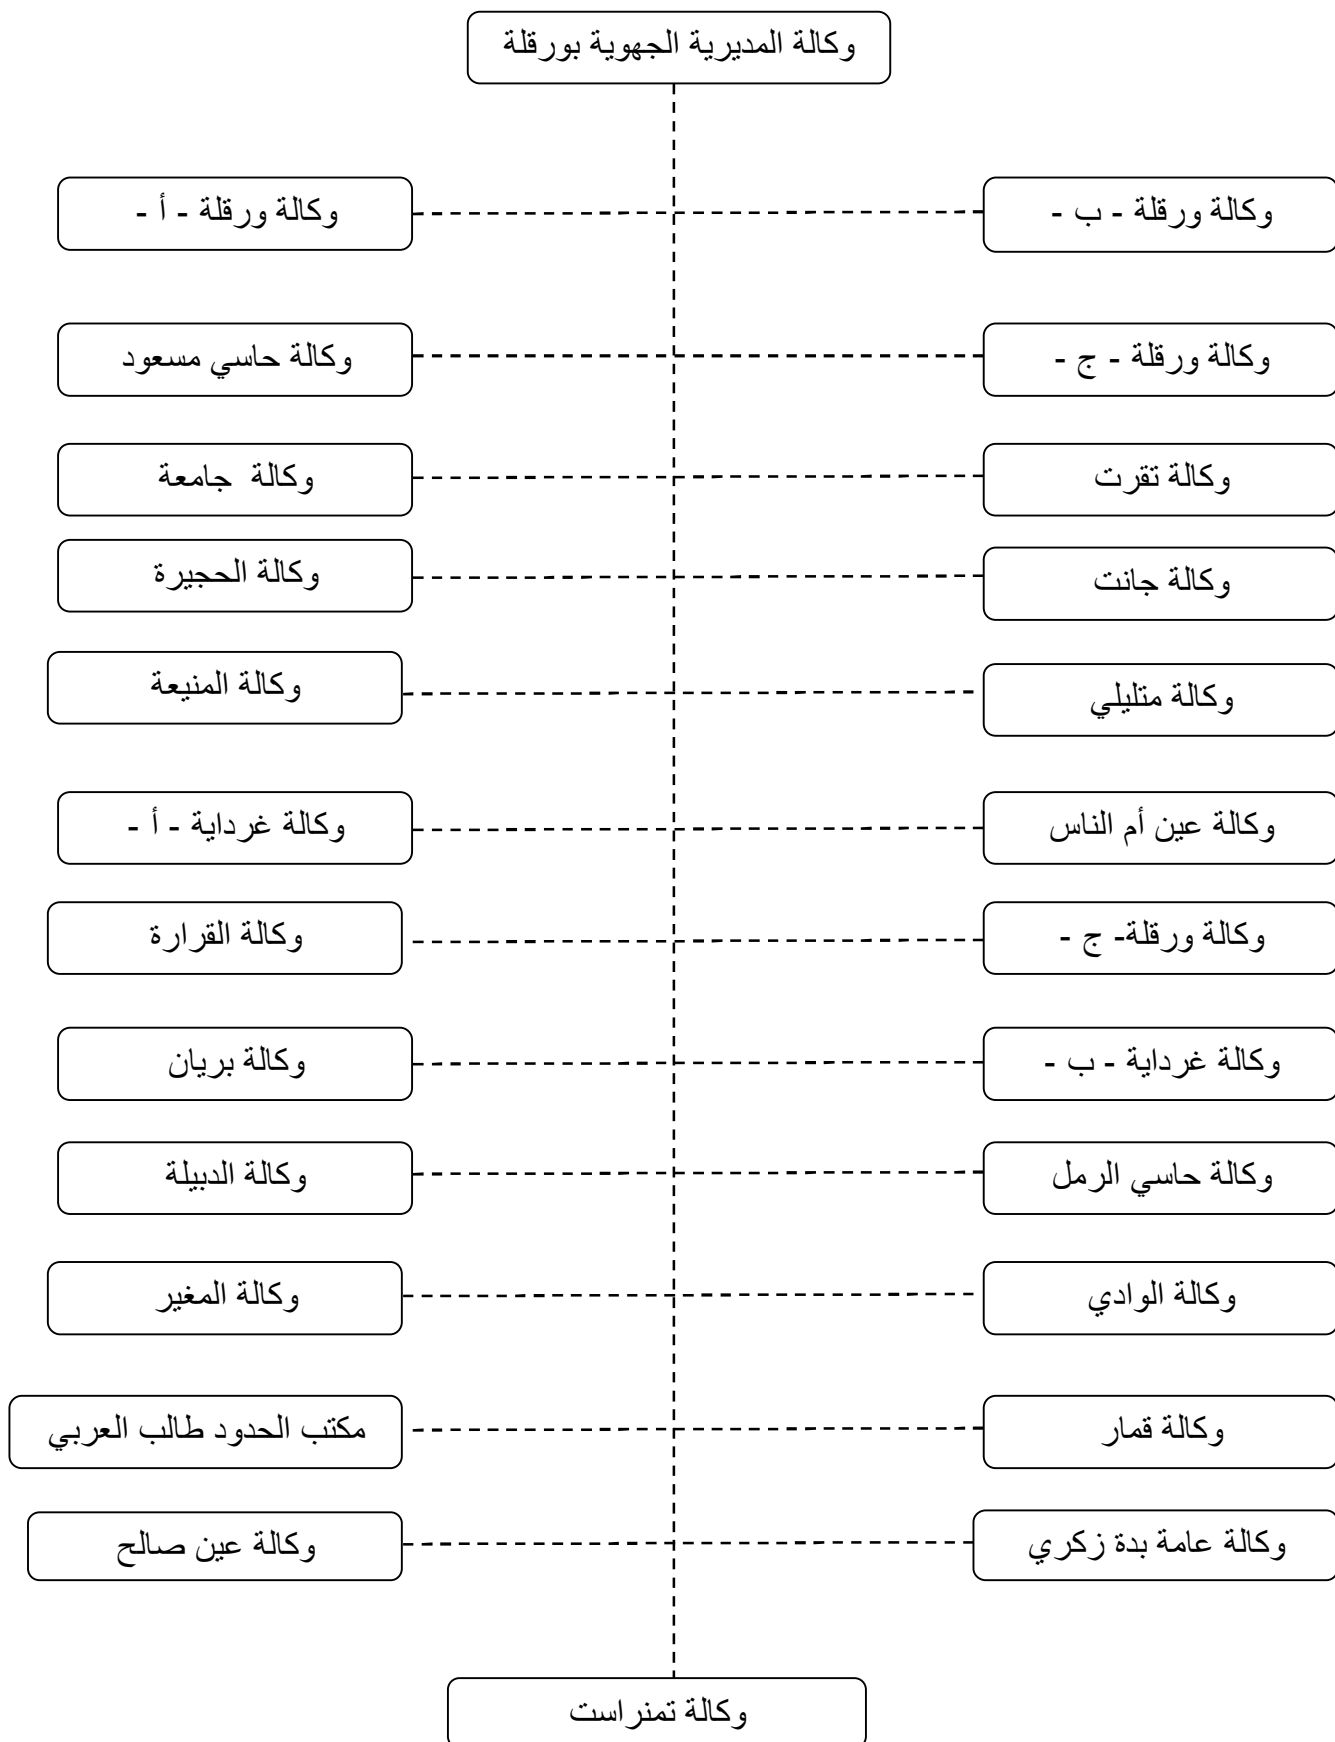 وكالة المديرية الجهوية بورقلة
وكالة ورقلة - ب -
وكالة ورقلة - أ -
وكالة ورقلة - ج -
وكالة حاسي مسعود
وكالة تقرت
وكالة جامعة
وكالة جانت
وكالة الحجيرة
وكالة متليلي
وكالة المنيعة
وكالة عين أم الناس
وكالة غرداية - أ -
وكالة ورقلة- ج -
وكالة القرارة
وكالة غرداية - ب -
وكالة بريان
وكالة حاسي الرمل
وكالة الدبيلة
وكالة الوادي
وكالة المغير
وكالة قمار
مكتب الحدود طالب العربي
وكالة عامة بدة زكري
وكالة عين صالح
وكالة تمنراست